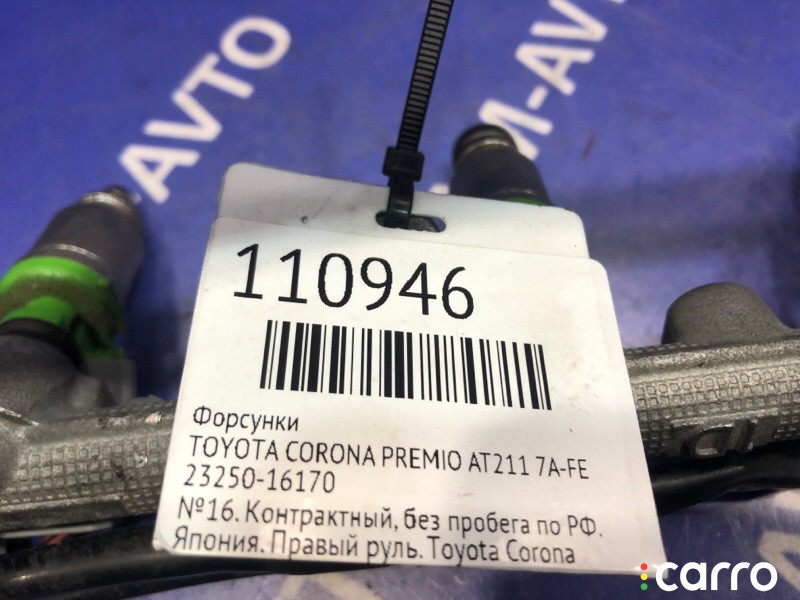 AVTO
M-AVT
110946
Форсунки
TOYOTA CORONA PREMIO AT211 7A-FE
23250-16170
№16. Контрактный, без пробега по РФ.
Япония. Правый руль. Toyota Corona
carro